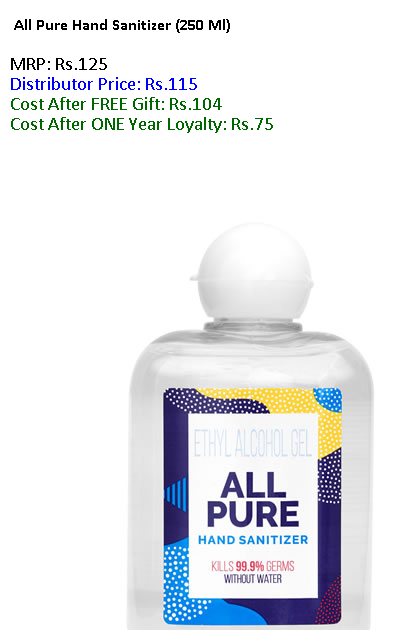 All Pure Hand Sanitizer (250 Ml)
MRP: Rs.125
Distributor Price: Rs.115
Cost After FREE Gift: Rs.104
Cost After ONE Year Loyalty: Rs.75
ETHYL ALCOHOL GEL
ALL
PURE
HAND SANITIZER
KILLS 99.9% GERMS
WITHOUT WATER